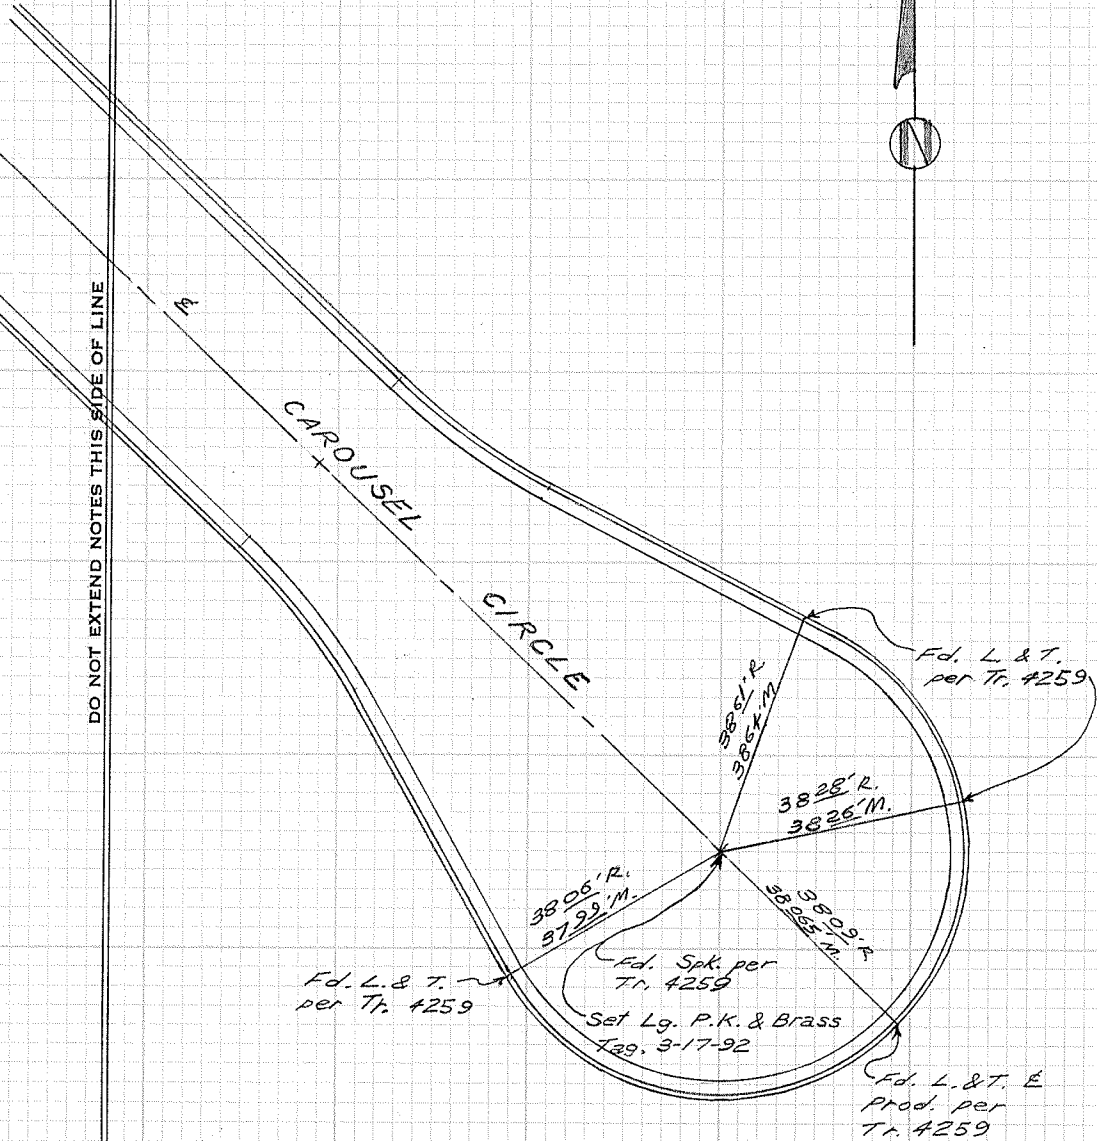 DO NOT EXTEND NOTES THIS SIDE OF LINE
℄
CAROUSEL
CIRCLE
N
Fd. L. & T.
per Tr. 4259
38 61' R.
38 28' R.
38 26' M.
38 06' R.
37 99' M.
38 09' R
38 065' M.
Fd. L. & T.
per Tr. 4259
Fd. Spk. per
Tr. 4259
Set Lg. P.K. & Brass
Tag, 3-17-92
Fd. L. & T. ℄
Prod. per
Tr. 4259